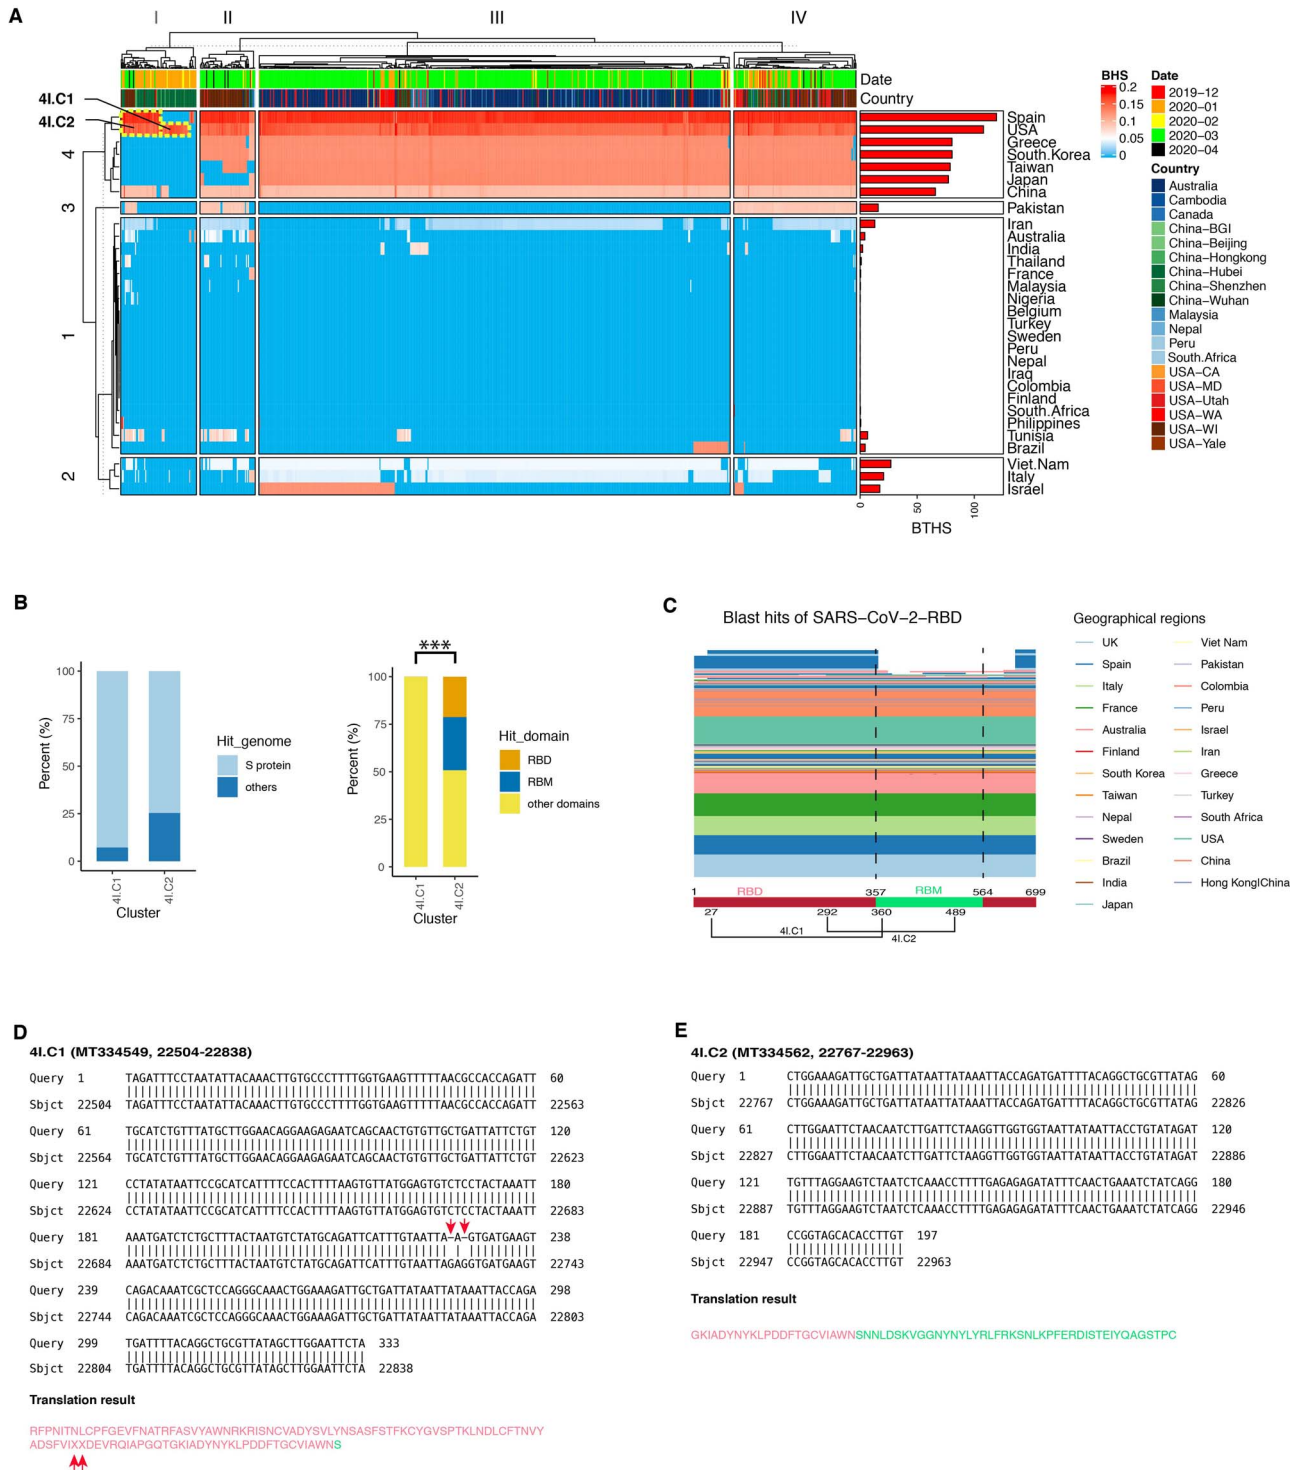 A
I
II
III
IV
Date
Country
4I.C1
4I.C2
4
3
1
2
Spain
USA
Greece
South.Korea
Taiwan
Japan
China
Pakistan
Iran
Australia
India
Thailand
France
Malaysia
Nigeria
Belgium
Turkey
Sweden
Peru
Nepal
Iraq
Colombia
Finland
South.Africa
Philippines
Tunisia
Brazil
Viet.Nam
Italy
Israel
0 50 100
BTHS
BHS
0.2
0.15
0.1
0.05
0
Date
2019–12
2020–01
2020–02
2020–03
2020–04
Country
Australia
Cambodia
Canada
China–BGI
China–Beijing
China–Hongkong
China–Hubei
China–Shenzhen
China–Wuhan
Malaysia
Nepal
Peru
South.Africa
USA–CA
USA–MD
USA–Utah
USA–WA
USA–WI
USA–Yale
B
Percent (%)
100
75
50
25
0
4I.C1
4I.C2
Cluster
Hit_genome
S protein
others
***
Percent (%)
100
75
50
25
0
4I.C1
4I.C2
Cluster
Hit_domain
RBD
RBM
other domains
C
Blast hits of SARS–CoV–2–RBD
1 RBD 357 RBM 564 699
27 292 360 489
4I.C1
4I.C2
Geographical regions
UK Viet Nam
Spain Pakistan
Italy Colombia
France Peru
Australia Israel
Finland Iran
South Korea Greece
Taiwan Turkey
Nepal South Africa
Sweden USA
Brazil China
India Hong Kong|China
Japan
D
4I.C1 (MT334549, 22504-22838)
Query 1 TAGATTTCCTAATATTACAAACTTGTGCCCTTTTGGTGAAGTTTTTAACGCCACCAGATT 60
Sbjct 22504 TAGATTTCCTAATATTACAAACTTGTGCCCTTTTGGTGAAGTTTTTAACGCCACCAGATT 22563
Query 61 TGCATCTGTTTATGCTTGGAACAGGAAGAGAATCAGCAACTGTGTTGCTGATTATTCTGT 120
Sbjct 22564 TGCATCTGTTTATGCTTGGAACAGGAAGAGAATCAGCAACTGTGTTGCTGATTATTCTGT 22623
Query 121 CCTATATAATTCCGCATCATTTTCCACTTTTAAGTGTTATGGAGTGTCTCCTACTAAATT 180
Sbjct 22624 CCTATATAATTCCGCATCATTTTCCACTTTTAAGTGTTATGGAGTGTCTCCTACTAAATT 22683
Query 181 AAATGATCTCTGCTTTACTAATGTCTATGCAGATTCATTTGTAATTA–A–GTGATGAAGT 238
Sbjct 22684 AAATGATCTCTGCTTTACTAATGTCTATGCAGATTCATTTGTAATTAGAGGTGATGAAGT 22743
Query 239 CAGACAAATCGCTCCAGGGCAAACTGGAAAGATTGCTGATTATAATTATAAATTACCAGA 298
Sbjct 22744 CAGACAAATCGCTCCAGGGCAAACTGGAAAGATTGCTGATTATAATTATAAATTACCAGA 22803
Query 299 TGATTTTACAGGCTGCGTTATAGCTTGGAATTCTA 333
Sbjct 22804 TGATTTTACAGGCTGCGTTATAGCTTGGAATTCTA 22838
Translation result
RFPNITNLCPFGEVFNATRFASVYAWNRKRISNCVADYSVLYNSASFSTFKCYGVSPTKLNDLCFTNVY
ADSFVIXXDEVRQIAPGQTGKIADYNYKLPDDFTGCVIAWNS
E
4I.C2 (MT334562, 22767-22963)
Query 1 CTGGAAAGATTGCTGATTATAATTATAAATTACCAGATGATTTTACAGGCTGCGTTATAG 60
Sbjct 22767 CTGGAAAGATTGCTGATTATAATTATAAATTACCAGATGATTTTACAGGCTGCGTTATAG 22826
Query 61 CTTGGAATTCTAACAATCTTGATTCTAAGGTTGGTGGTAATTATAATTACCTGTATAGAT 120
Sbjct 22827 CTTGGAATTCTAACAATCTTGATTCTAAGGTTGGTGGTAATTATAATTACCTGTATAGAT 22886
Query 121 TGTTTAGGAAGTCTAATCTCAAACCTTTTGAGAGAGATATTTCAACTGAAATCTATCAGG 180
Sbjct 22887 TGTTTAGGAAGTCTAATCTCAAACCTTTTGAGAGAGATATTTCAACTGAAATCTATCAGG 22946
Query 181 CCGGTAGCACACCTTGT 197
Sbjct 22947 CCGGTAGCACACCTTGT 22963
Translation result
GKIADYNYKLPDDFTGCVIAWNSNNLDSKVGGNYNYLYRLFRKSNLKPFERDISTEIYQAGSTPC